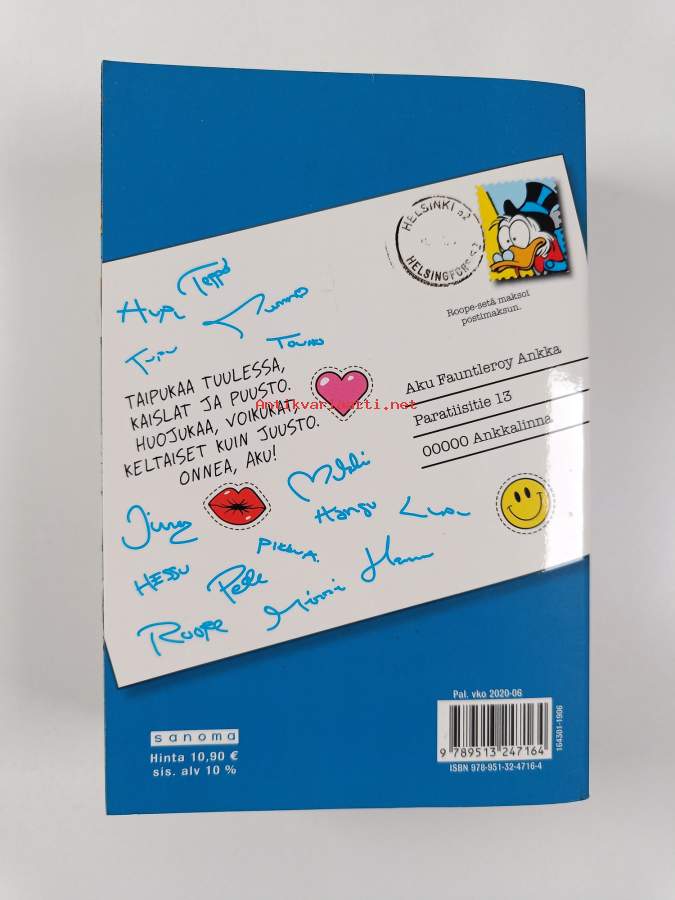 HELSINKI
HELSINGFORS
Roope-setä maksoi
postimaksun.
Teppo
Tupu
Touho
Aku Fauntleroy Ankka
Paratiisitie 13
00000 Ankkalinna
TAIPUKAA TUULESSA,
KAISLAT JA PUUSTO.
HUOJUKAA, VOIKUKAT
KELTAISET KUIN JUUSTO.
ONNEA, AKU!
Antikvariaatti.net
Hansu
HESSU
PIKKU A.
Pelle
Roope
Minni
sanoma
Hinta 10,90 €
sis. alv 10 %
Pal. vko 2020-06
9 789513 247164
164301-1906
ISBN 978-951-32-4716-4